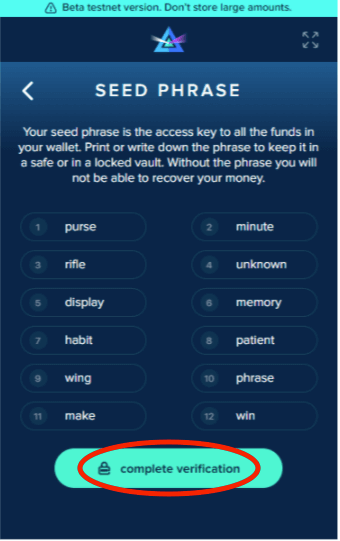 Beta testnet version. Don't store large amounts.
SEED PHRASE
Your seed phrase is the access key to all the funds in
your wallet. Print or write down the phrase to keep it in
a safe or in a locked vault. Without the phrase you will
not be able to recover your money.
1 purse 2 minute
3 rifle 4 unknown
5 display 6 memory
7 habit 8 patient
9 wing 10 phrase
11 make 12 win
complete verification